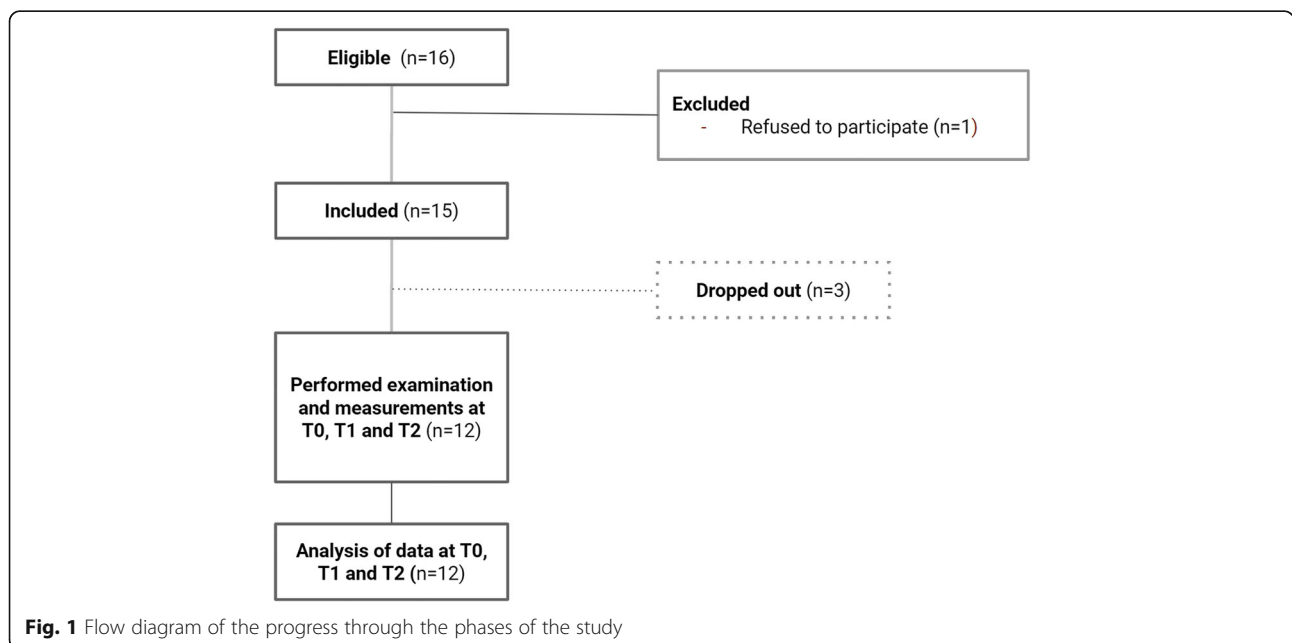 Eligible (n=16)
Excluded
- Refused to participate (n=1)
Included (n=15)
Dropped out (n=3)
Performed examination
and measurements at
T0, T1 and T2 (n=12)
Analysis of data at T0,
T1 and T2 (n=12)
Fig. 1 Flow diagram of the progress through the phases of the study